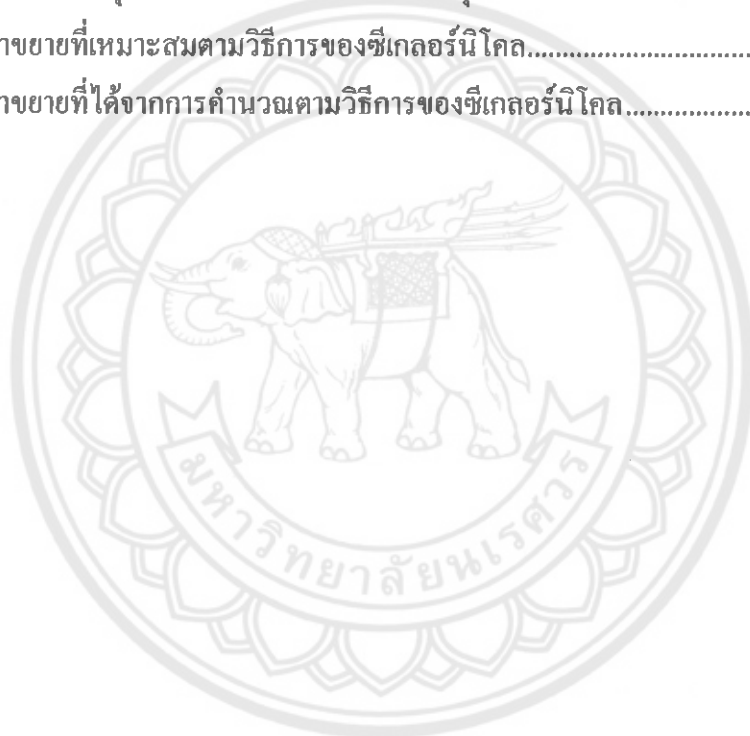 าขยายที่เหมาะสมตามวิธีการของซีเกลอร์นิโคล
าขยายที่ได้จากการคำนวณตามวิธีการของซีเกลอร์นิโคล
มหาวิทยาลัยนเรศวร